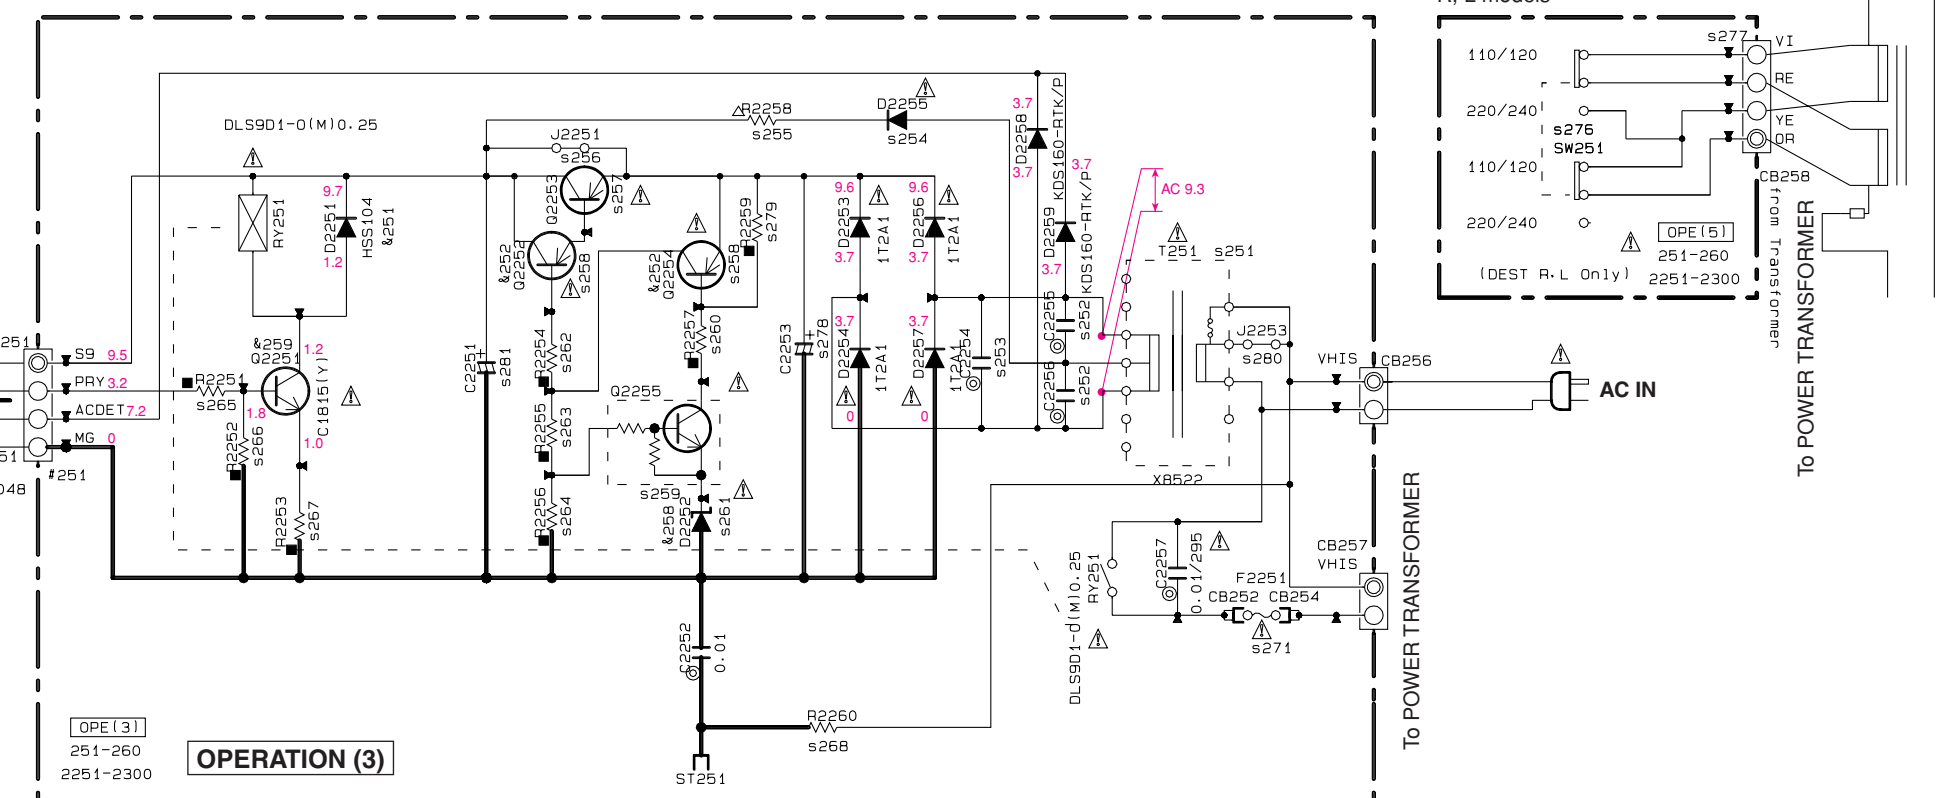 R, L models
DLS9D1-O(M)0.25
RY251
9.7
D2251
HSS104
&251
1.2
J2251
s256
Q2253
s257
&252
Q2252
s258
&252
Q2254
s258
R2259
s279
R2258
s255
D2255
s254
3.7
D2258
3.7
KDS160-RTK/P
3.7
D2259
KDS160-RTK/P
3.7
9.6
D2253
1T2A1
3.7
9.6
D2256
1T2A1
3.7
AC 9.3
T251
s251
3.7
D2254
1T2A1
0
3.7
D2257
1T2A1
0
C2254
s253
C2255
s252
C2256
s252
J2253
s280
X8522
251
S9 9.5
PRY 3.2
ACDET 7.2
MG 0
#251
51
048
R2251
s265
1.8
R2252
s266
&259
Q2251
1.2
C1815(Y)
1.0
R2253
s267
C2251
s281
R2254
s262
R2255
s263
R2256
s264
R2257
s260
Q2255
s259
&258
D2252
s261
C2253
s278
C2252
0.01
R2260
s268
ST251
DLS9D1-O(M)0.25
RY251
C2257
0.01/295
F2251
CB252 CB254
s271
VHIS
CB256
CB257
VHIS
AC IN
To POWER TRANSFORMER
To POWER TRANSFORMER
110/120
220/240
110/120
220/240
s276
SW251
s277
VI
RE
YE
OR
CB258
from Transformer
OPE(5)
251-260
2251-2300
(DEST R,L Only)
OPE(3)
251-260
2251-2300
OPERATION (3)